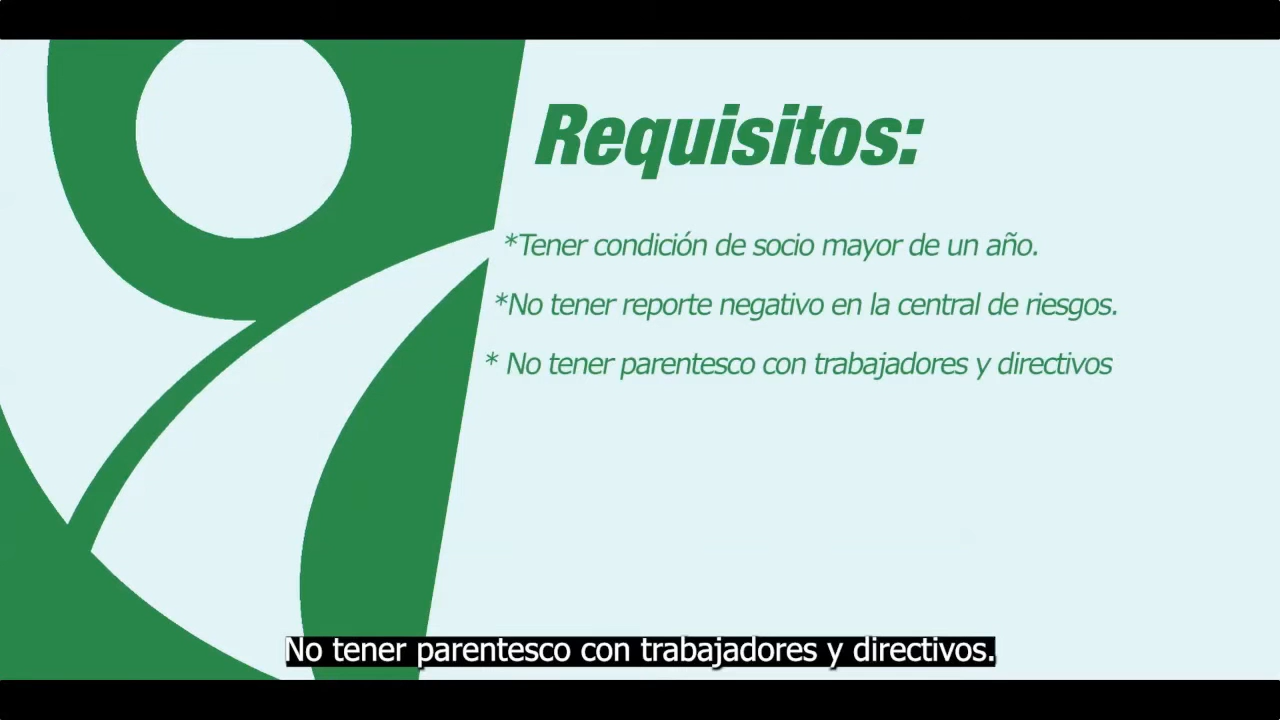 Requisitos:
*Tener condición de socio mayor de un año.
*No tener reporte negativo en la central de riesgos.
* No tener parentesco con trabajadores y directivos
No tener parentesco con trabajadores y directivos.